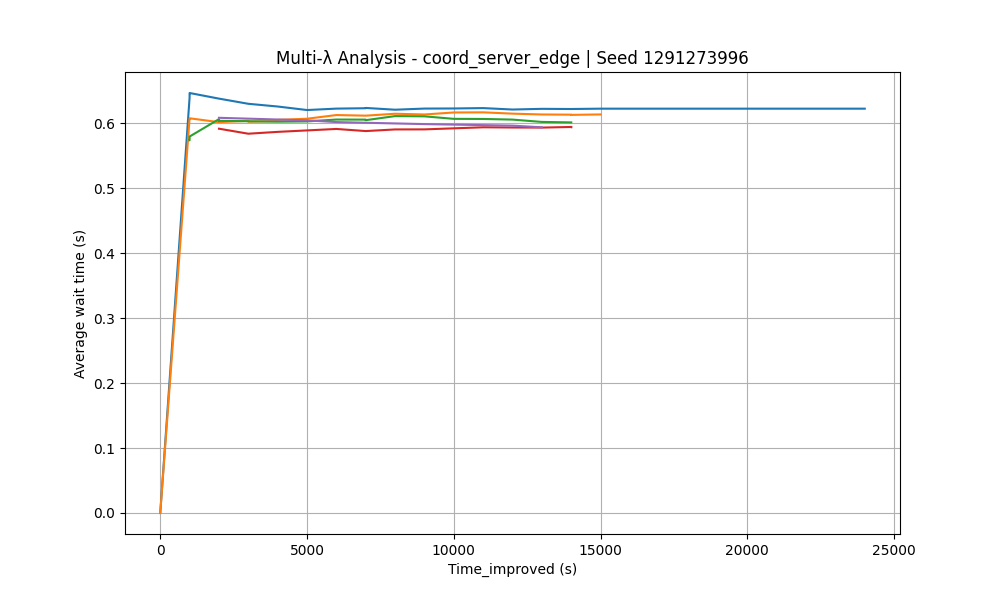 Multi-λ Analysis - coord_server_edge | Seed 1291273996
Average wait time (s)
0.6
0.5
0.4
0.3
0.2
0.1
0.0
0 5000 10000 15000 20000 25000
Time_improved (s)